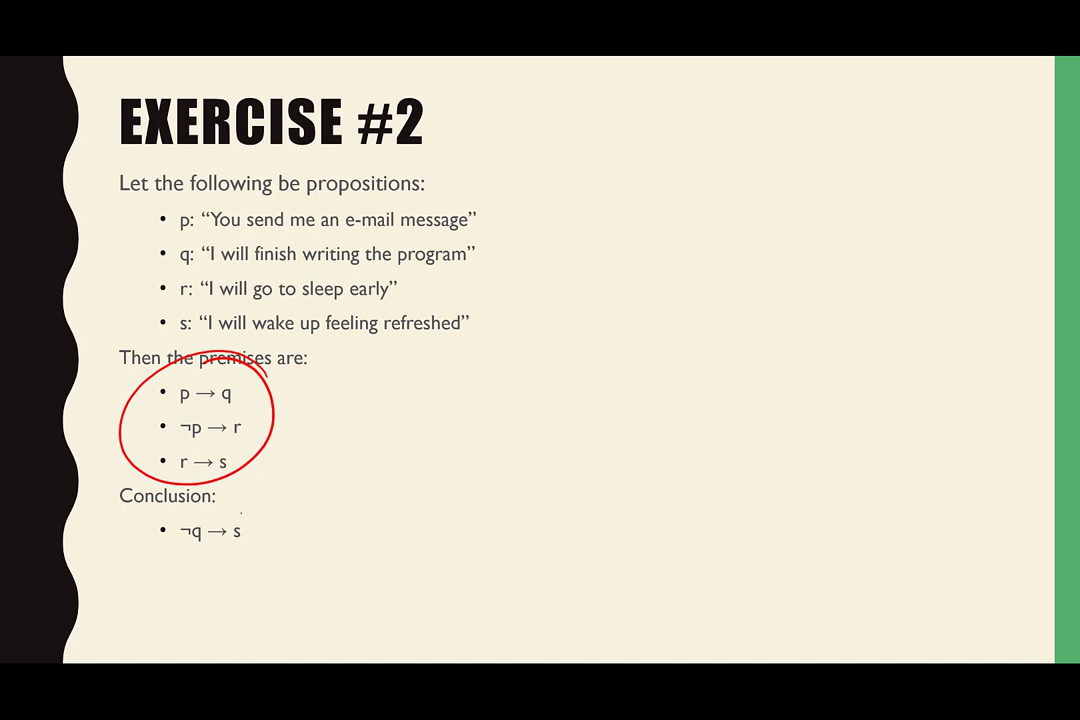 EXERCISE #2
Let the following be propositions:
• p: “You send me an e-mail message”
• q: “I will finish writing the program”
• r: “I will go to sleep early”
• s: “I will wake up feeling refreshed”
Then the premises are:
• p → q
• ¬p → r
• r → s
Conclusion:
• ¬q → s